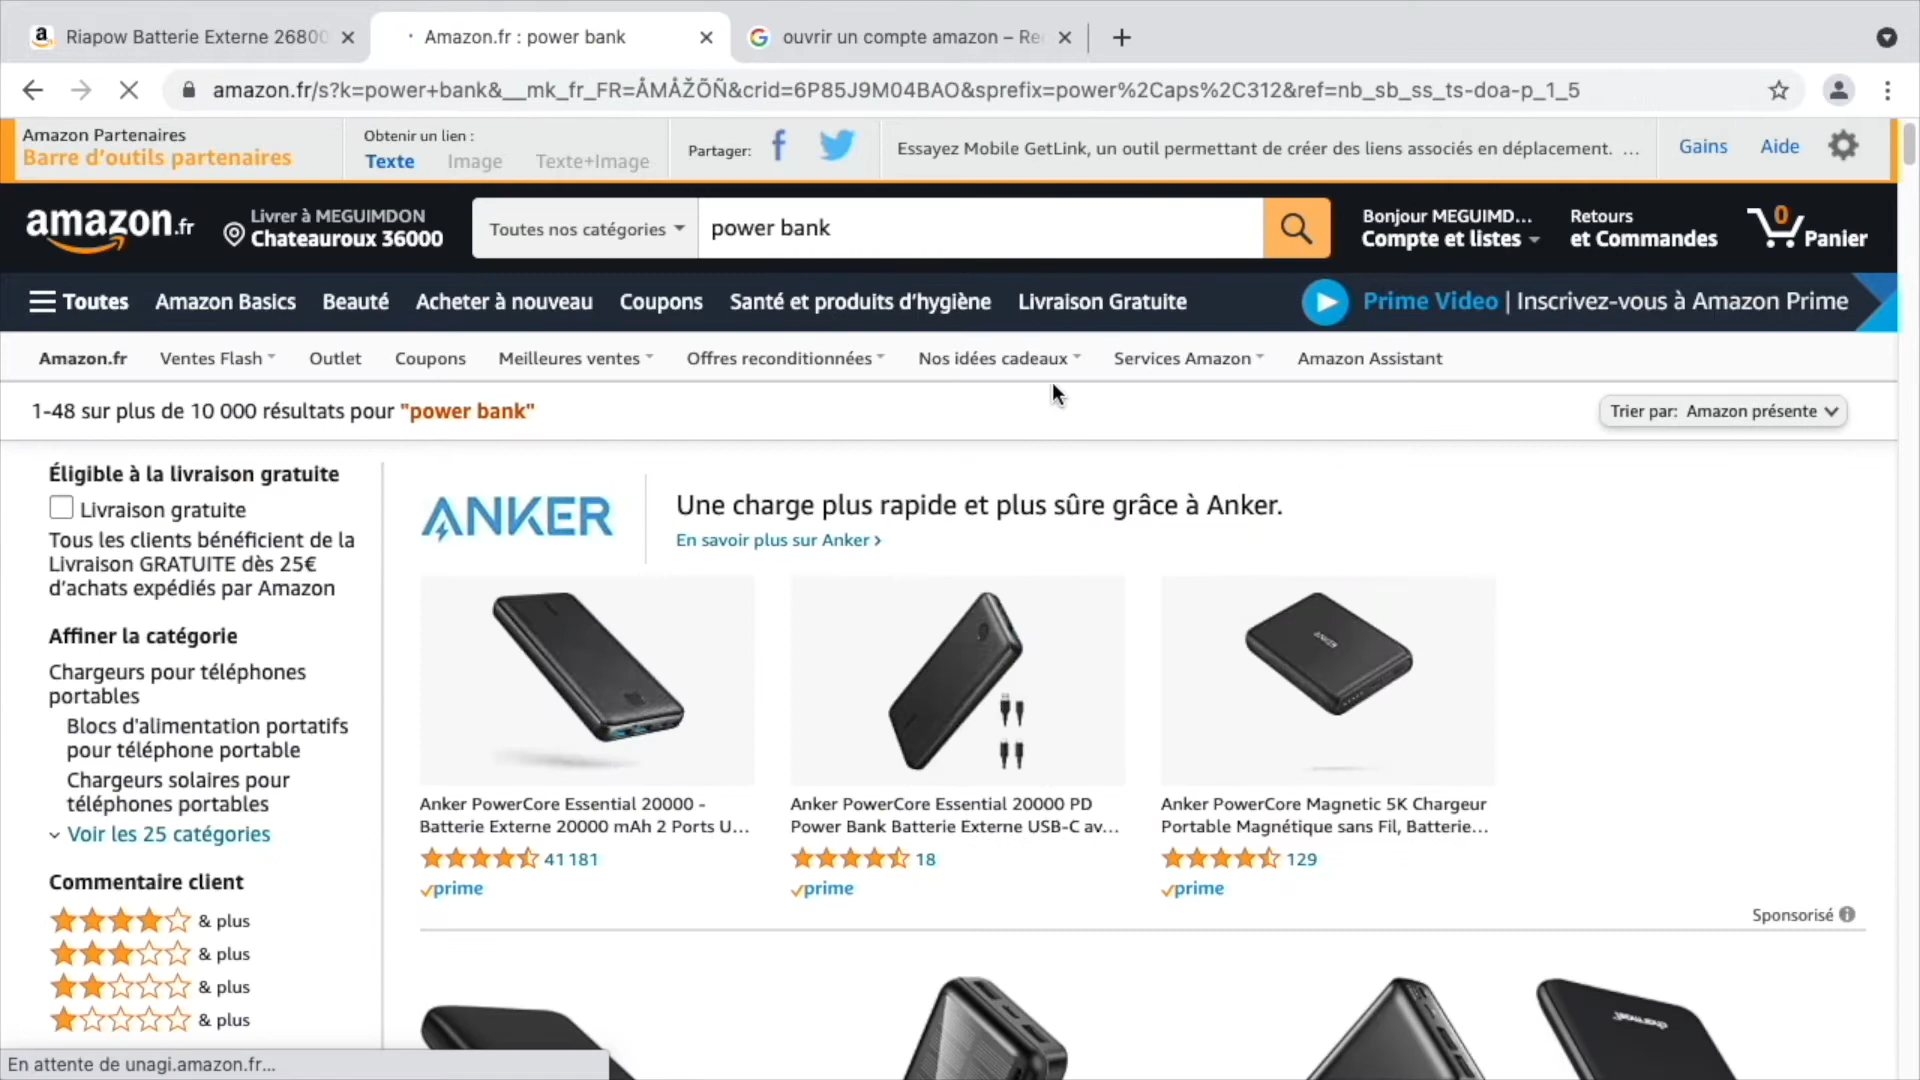 Riapow Batterie Externe 26800
Amazon.fr : power bank
ouvrir un compte amazon – Re
amazon.fr/s?k=power+bank&__mk_fr_FR=ÅMÅŽÕÑ&crid=6P85J9M04BAO&sprefix=power%2Caps%2C312&ref=nb_sb_ss_ts-doa-p_1_5
Amazon Partenaires
Barre d’outils partenaires
Obtenir un lien :
Texte Image Texte+Image
Partager:
Essayez Mobile GetLink, un outil permettant de créer des liens associés en déplacement. ...
Gains Aide
amazon.fr
Livrer à MEGUIMDON
Chateauroux 36000
Toutes nos catégories
power bank
Bonjour MEGUIMD...
Compte et listes
Retours
et Commandes
0
Panier
Toutes Amazon Basics Beauté Acheter à nouveau Coupons Santé et produits d’hygiène Livraison Gratuite
Prime Video | Inscrivez-vous à Amazon Prime
Amazon.fr Ventes Flash Outlet Coupons Meilleures ventes Offres reconditionnées Nos idées cadeaux Services Amazon Amazon Assistant
1-48 sur plus de 10 000 résultats pour "power bank"
Trier par: Amazon présente
Éligible à la livraison gratuite
Livraison gratuite
Tous les clients bénéficient de la
Livraison GRATUITE dès 25€
d’achats expédiés par Amazon
Affiner la catégorie
Chargeurs pour téléphones
portables
Blocs d'alimentation portatifs
pour téléphone portable
Chargeurs solaires pour
téléphones portables
Voir les 25 catégories
Commentaire client
& plus
& plus
& plus
& plus
ANKER
Une charge plus rapide et plus sûre grâce à Anker.
En savoir plus sur Anker ›
ANKER
Anker PowerCore Essential 20000 -
Batterie Externe 20000 mAh 2 Ports U...
41 181
prime
Anker PowerCore Essential 20000 PD
Power Bank Batterie Externe USB-C av...
18
prime
Anker PowerCore Magnetic 5K Chargeur
Portable Magnétique sans Fil, Batterie...
129
prime
Sponsorisé
Charmast
En attente de unagi.amazon.fr...